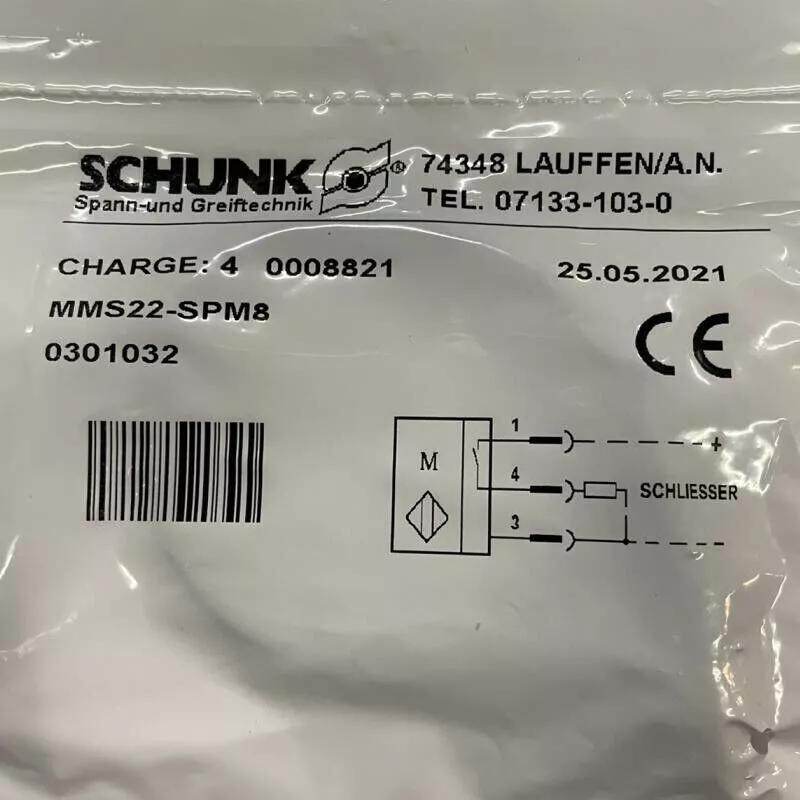 SCHUNK ® 74348 LAUFFEN/A.N.
Spann-und Greiftechnik TEL. 07133-103-0
CHARGE: 4 0008821 25.05.2021
MMS22-SPM8
0301032
CE
1 +
M
4 SCHLIESSER
3 -